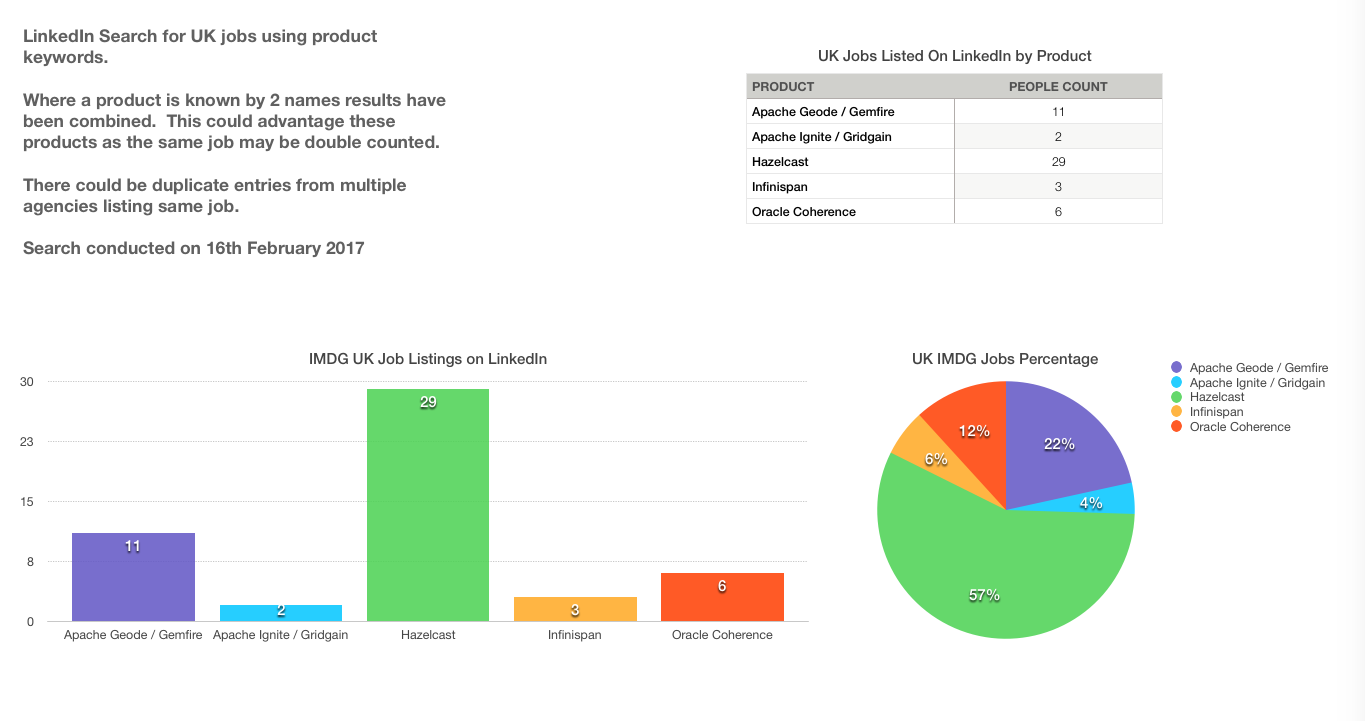 LinkedIn Search for UK jobs using product
keywords.
Where a product is known by 2 names results have
been combined.  This could advantage these
products as the same job may be double counted.
There could be duplicate entries from multiple
agencies listing same job.
Search conducted on 16th February 2017
UK Jobs Listed On LinkedIn by Product
PRODUCT PEOPLE COUNT
Apache Geode / Gemfire 11
Apache Ignite / Gridgain 2
Hazelcast 29
Infinispan 3
Oracle Coherence 6
IMDG UK Job Listings on LinkedIn
30
23
15
8
0
11
2
29
3
6
Apache Geode / Gemfire Apache Ignite / Gridgain Hazelcast Infinispan Oracle Coherence
UK IMDG Jobs Percentage
12%
22%
6%
4%
57%
Apache Geode / Gemfire
Apache Ignite / Gridgain
Hazelcast
Infinispan
Oracle Coherence